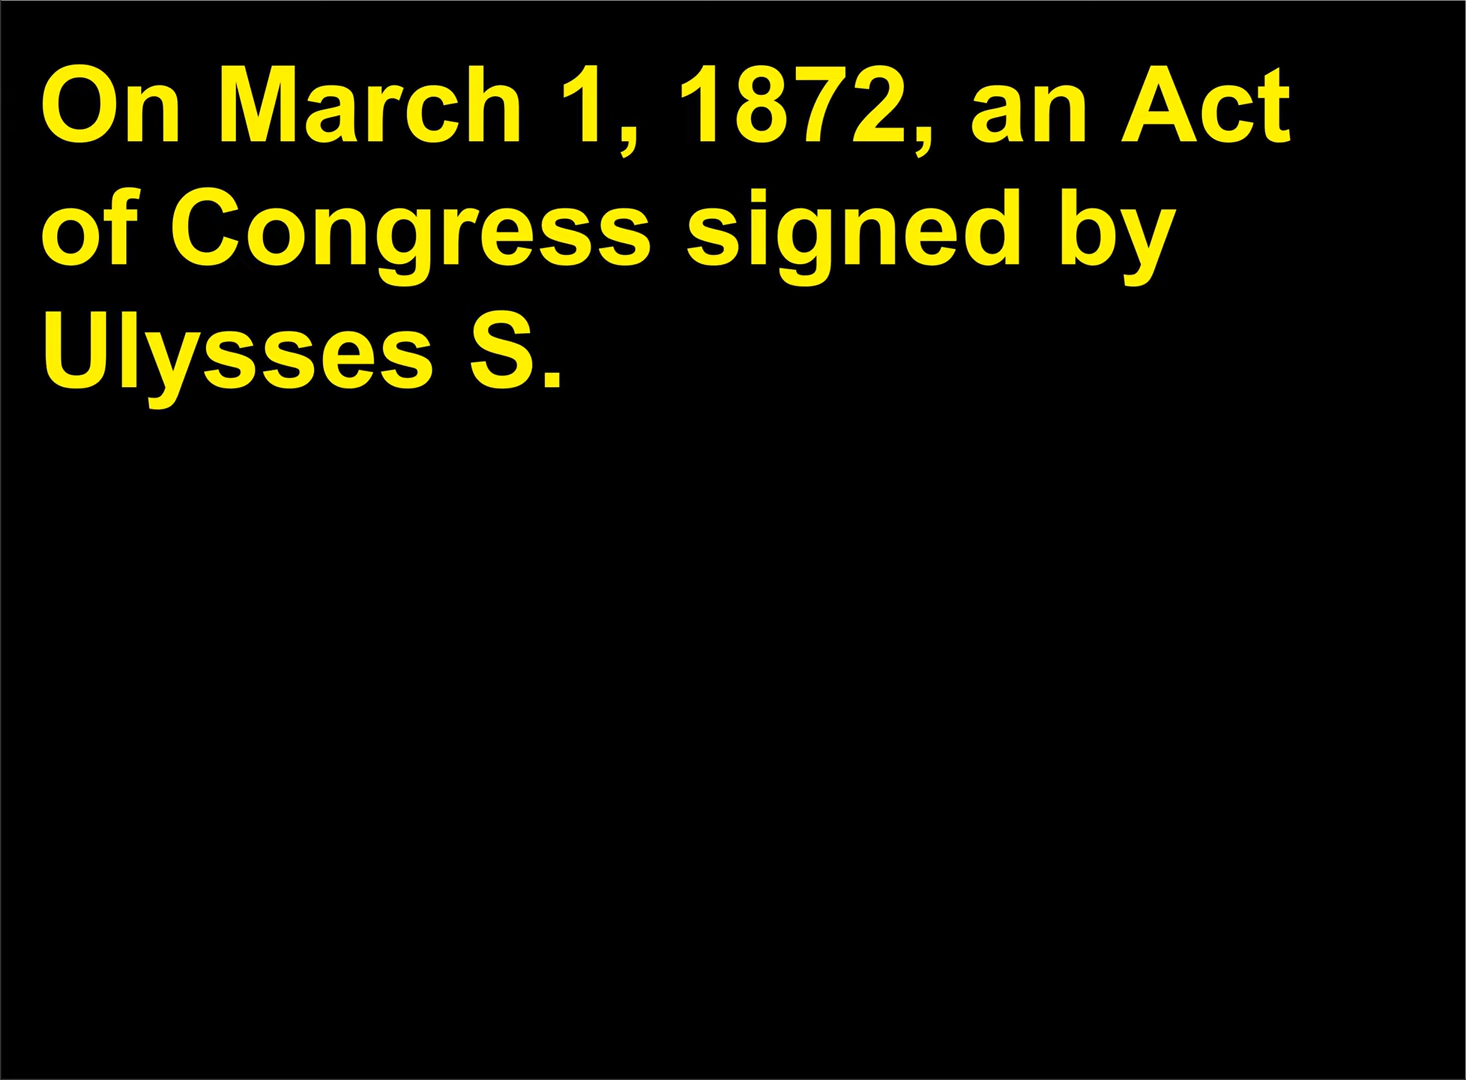 On March 1, 1872, an Act
of Congress signed by
Ulysses S.